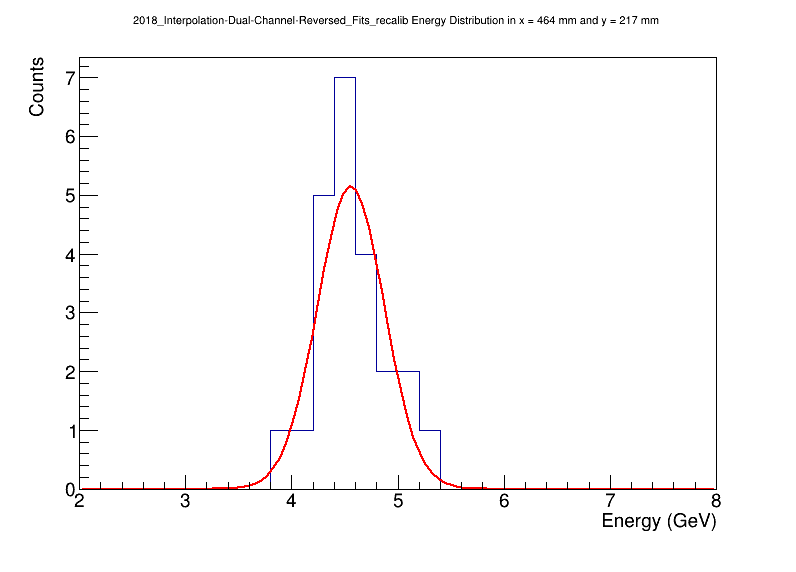 2018_Interpolation-Dual-Channel-Reversed_Fits_recalib Energy Distribution in x = 464 mm and y = 217 mm
Counts
7
6
5
4
3
2
1
0
2 3 4 5 6 7 8
Energy (GeV)